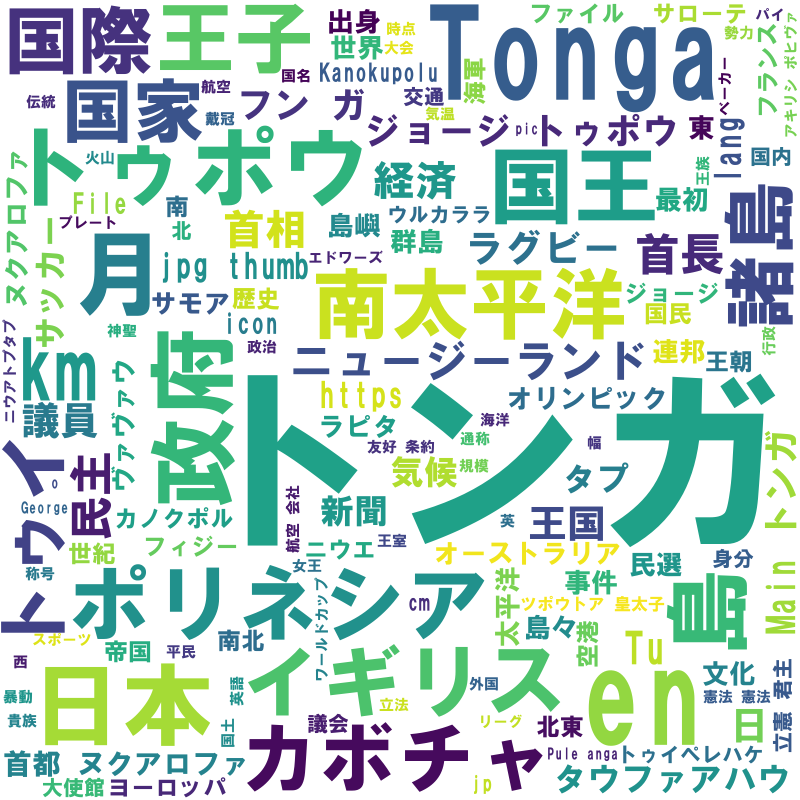 国際
王子
出身
時点
世界
大会
Kanokupolu
国名
航空
伝統
戴冠
国家
フン ガ
海軍
交通
気温
Tonga
ファイル
サローテ
パイ
勢力
ベーカー
フランス
アキリシ ポヒヴァ
ジョージ
トゥポウ
pic
東
lang
国内
王族
火山
トゥポウ
経済
国王
最初
諸島
File
プレート
南
北
首相
島嶼
ウルカララ
群島
ラグビー
首長
ヌクアロファ
サッカー
月
jpg thumb
エドワーズ
サモア
歴史
icon
神聖
政治
南太平洋
ジョージ
国民
行政
ニウアトプタプ
km
政府
ニュージーランド
連邦
王朝
https
オリンピック
議員
ヴァヴァウ
ラピタ
海洋
友好 条約
通称
幅
トンガ
トゥイ
民主
気候
規模
タプ
トンガ
o
George
カノクポル
航空 会社
新聞
英
王国
世紀
フィジー
ニウエ
王室
オーストラリア
民選
身分
称号
女王
ポリネシア
ワールドカップ
cm
太平洋
ツポウトア 皇太子
事件
島
Main
スポーツ
帝国
平民
南北
島々
空港
Tu
西
日本
英語
イギリス
立法
外国
en
文化
憲法 憲法
暴動
貴族
国土
議会
リーグ
北東
日
立憲 君主
首都 ヌクアロファ
カボチャ
Pule anga
トゥイペレハケ
大使館
ヨーロッパ
jp
タウファアハウ